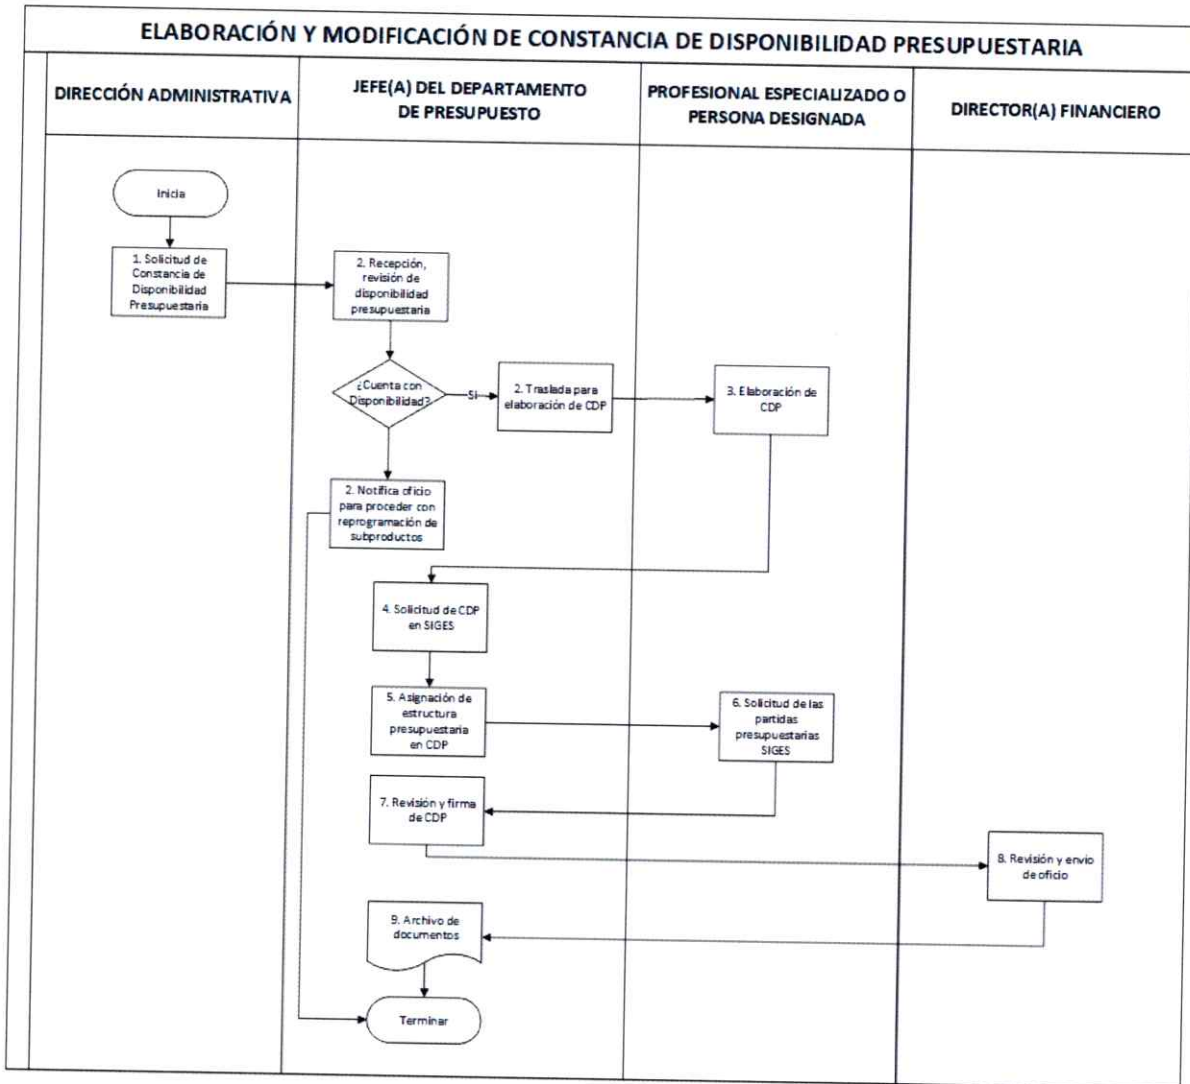 ELABORACIÓN Y MODIFICACIÓN DE CONSTANCIA DE DISPONIBILIDAD PRESUPUESTARIA
DIRECCIÓN ADMINISTRATIVA
JEFE(A) DEL DEPARTAMENTO
DE PRESUPUESTO
PROFESIONAL ESPECIALIZADO O
PERSONA DESIGNADA
DIRECTOR(A) FINANCIERO
Inicia
1. Solicitud de
Constancia de
Disponibilidad
Presupuestaria
2. Recepción,
revisión de
disponibilidad
presupuestaria
¿Cuenta con
Disponibilidad?
Si
2. Traslada para
elaboración de CDP
3. Elaboración de
CDP
2. Notifica oficio
para proceder con
reprogramación de
subproductos
4. Solicitud de CDP
en SIGES
5. Asignación de
estructura
presupuestaria
en CDP
6. Solicitud de las
partidas
presupuestarias
SIGES
7. Revisión y firma
de CDP
8. Revisión y envio
de oficio
9. Archivo de
documentos
Terminar